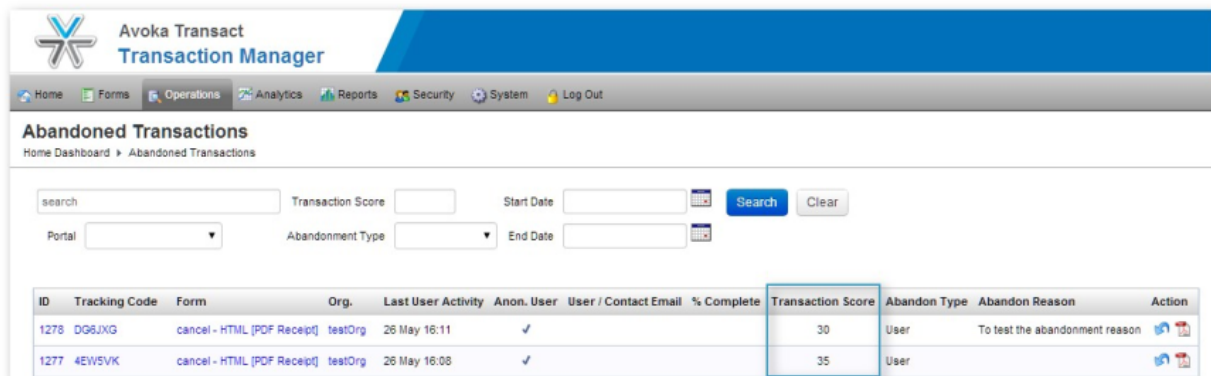 Avoka Transact
Transaction Manager
Home Forms Operations Analytics Reports Security System Log Out
Abandoned Transactions
Home Dashboard Abandoned Transactions
search Transaction Score Start Date Search Clear
Portal Abandonment Type End Date
ID Tracking Code Form Org. Last User Activity Anon. User User / Contact Email % Complete Transaction Score Abandon Type Abandon Reason Action
1278 DG6JXG cancel - HTML [PDF Receipt] testOrg 26 May 16:11 30 User To test the abandonment reason
1277 4EW5VK cancel - HTML [PDF Receipt] testOrg 26 May 16:08 35 User